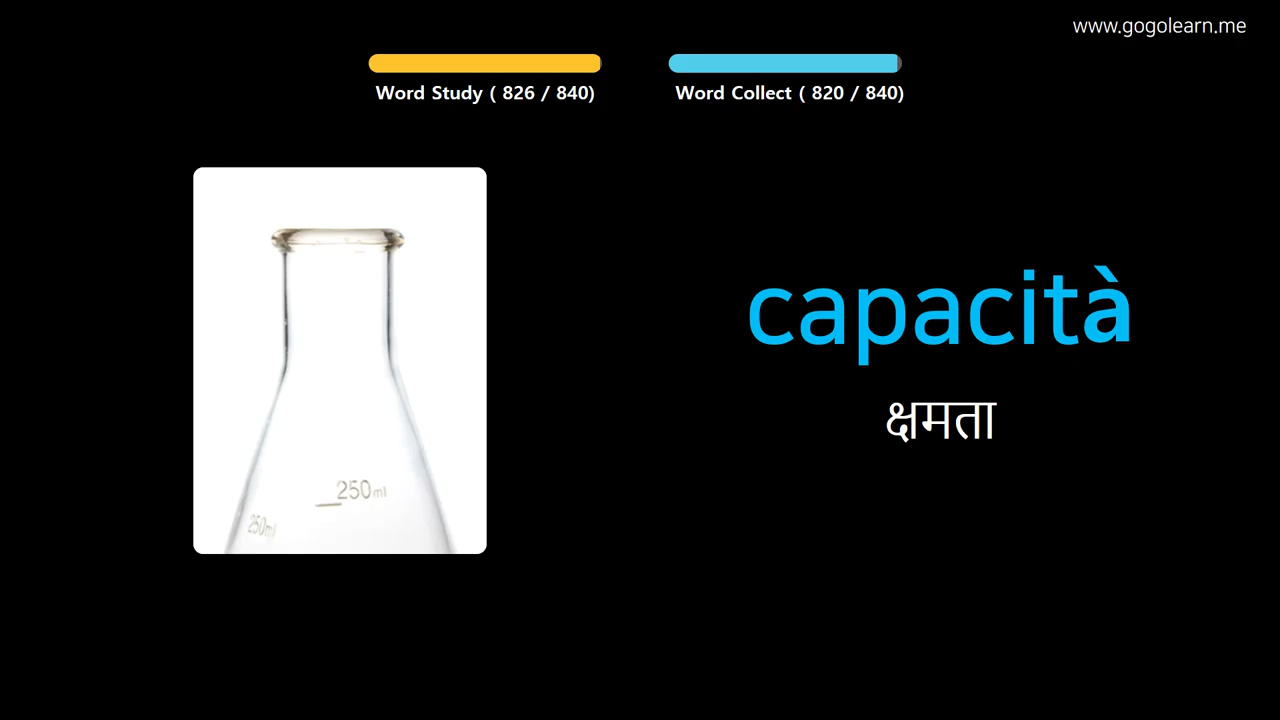 www.gogolearn.me
Word Study ( 826 / 840)
Word Collect ( 820 / 840)
capacità
क्षमता
250ml
250ml